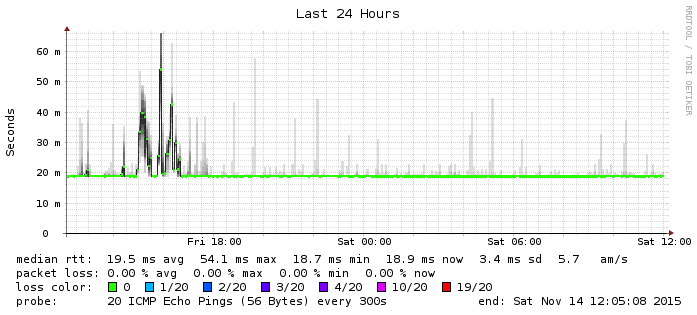 Last 24 Hours
RRDTOOL / TOBI OETIKER
Seconds
60 m
50 m
40 m
30 m
20 m
10 m
0
Fri 18:00 Sat 00:00 Sat 06:00 Sat 12:00
median rtt: 19.5 ms avg 54.1 ms max 18.7 ms min 18.9 ms now 3.4 ms sd 5.7 am/s
packet loss: 0.00 % avg 0.00 % max 0.00 % min 0.00 % now
loss color: 0 1/20 2/20 3/20 4/20 10/20 19/20
probe: 20 ICMP Echo Pings (56 Bytes) every 300s end: Sat Nov 14 12:05:08 2015